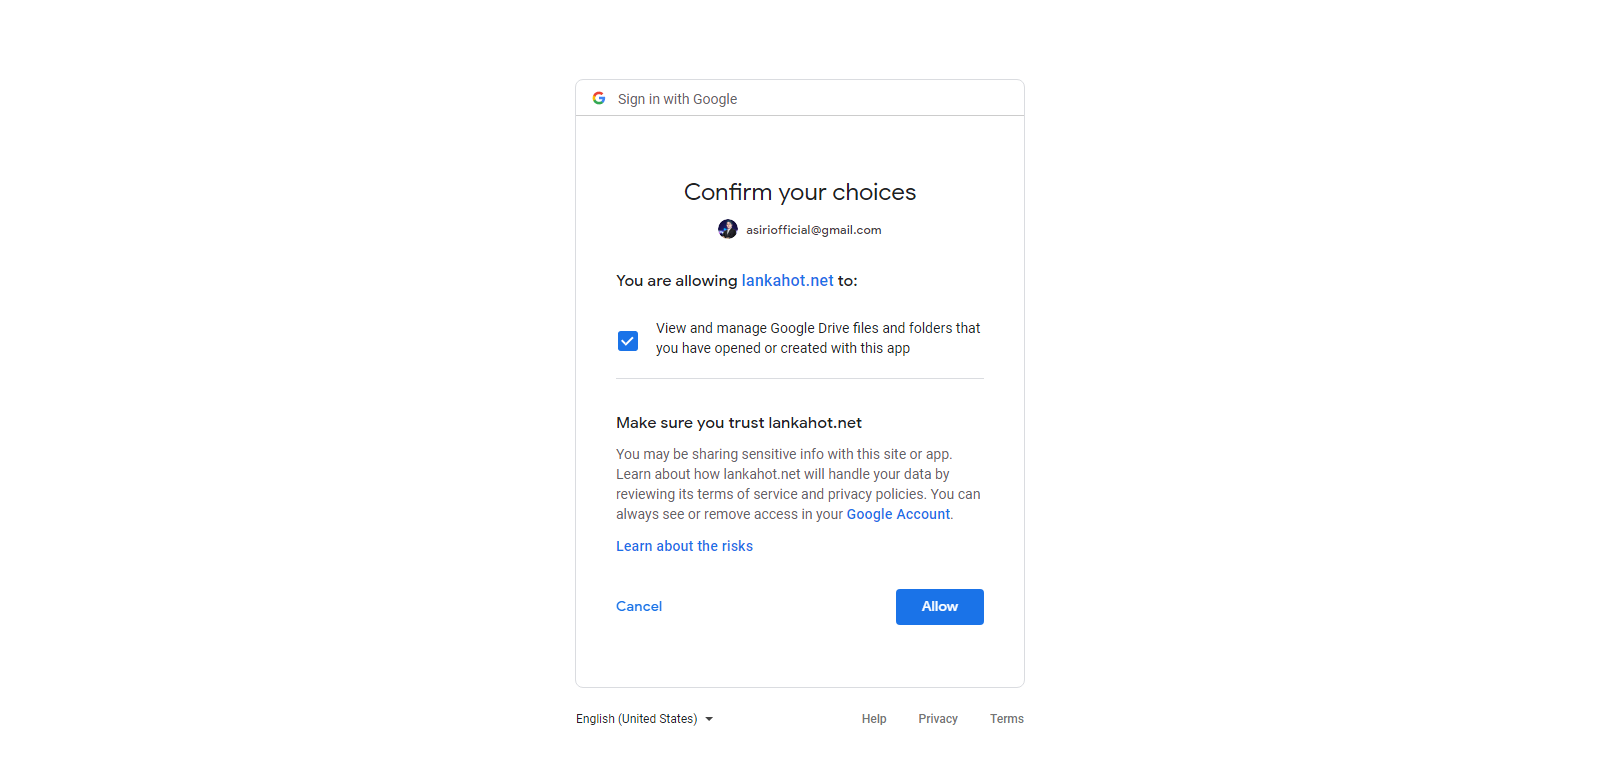 Sign in with Google
Confirm your choices
asiriofficial@gmail.com
You are allowing lankahot.net to:
View and manage Google Drive files and folders that
you have opened or created with this app
Make sure you trust lankahot.net
You may be sharing sensitive info with this site or app.
Learn about how lankahot.net will handle your data by
reviewing its terms of service and privacy policies. You can
always see or remove access in your Google Account.
Learn about the risks
Cancel
Allow
English (United States)
Help
Privacy
Terms